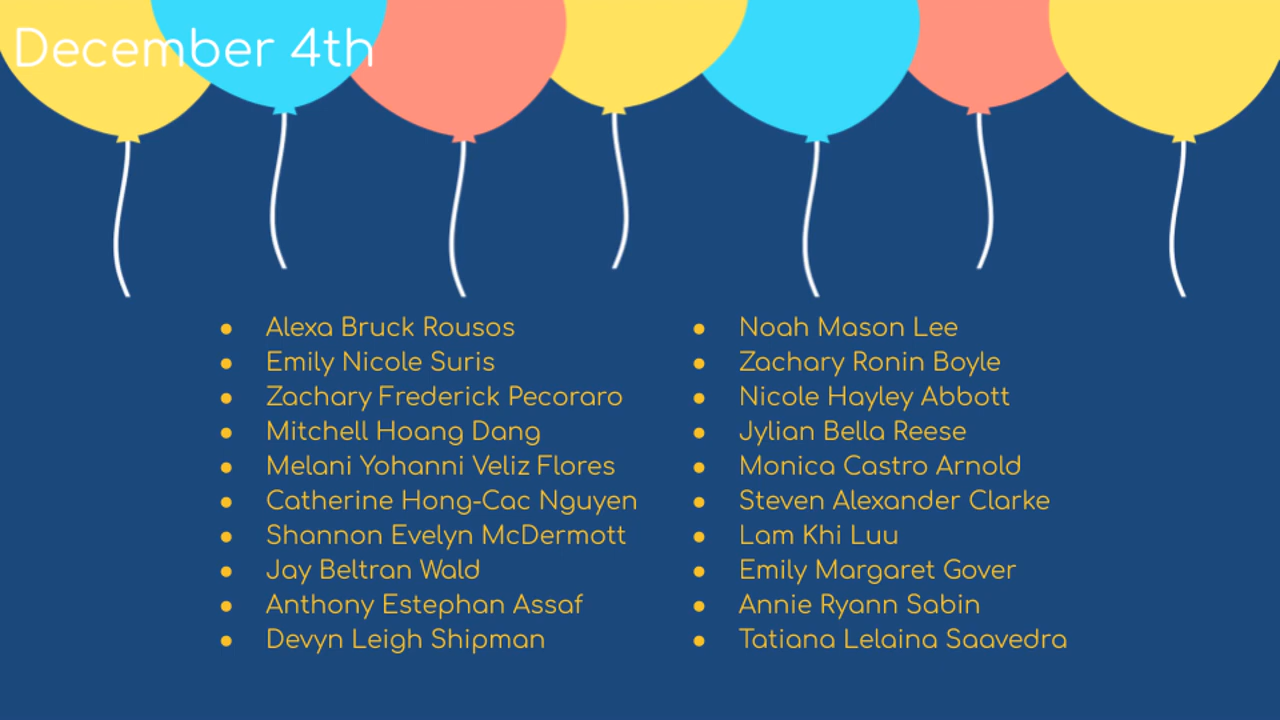 December 4th
● Alexa Bruck Rousos
● Emily Nicole Suris
● Zachary Frederick Pecoraro
● Mitchell Hoang Dang
● Melani Yohanni Veliz Flores
● Catherine Hong-Cac Nguyen
● Shannon Evelyn McDermott
● Jay Beltran Wald
● Anthony Estephan Assaf
● Devyn Leigh Shipman
● Noah Mason Lee
● Zachary Ronin Boyle
● Nicole Hayley Abbott
● Jylian Bella Reese
● Monica Castro Arnold
● Steven Alexander Clarke
● Lam Khi Luu
● Emily Margaret Gover
● Annie Ryann Sabin
● Tatiana Lelaina Saavedra